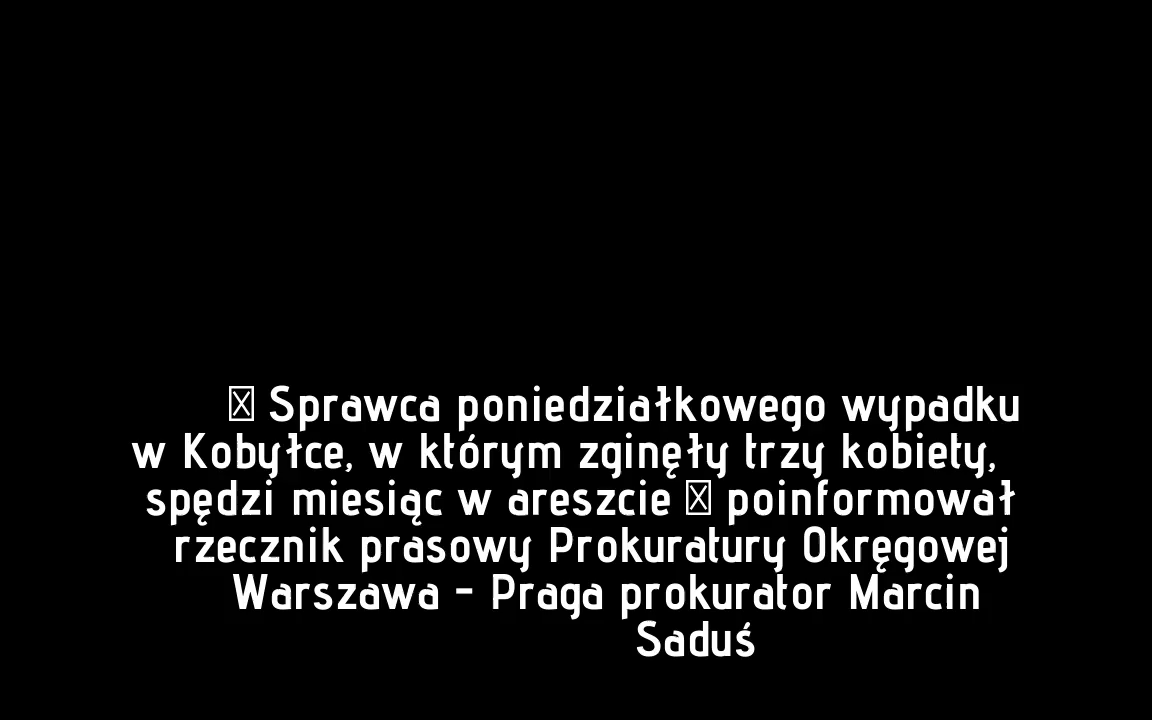 ☒ Sprawca poniedziałkowego wypadku
w Kobyłce, w którym zginęły trzy kobiety,
spędzi miesiąc w areszcie ☒ poinformował
rzecznik prasowy Prokuratury Okręgowej
Warszawa - Praga prokurator Marcin
Saduś